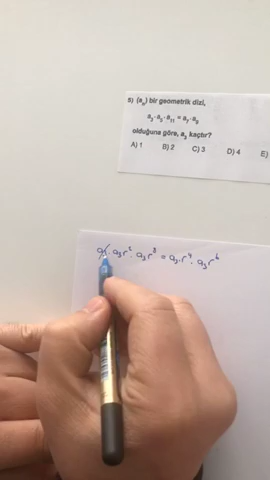 5) (aₙ) bir geometrik dizi,
a₃ · a₅ · a₁₁ = a₇ · a₉
olduğuna göre, a₃ kaçtır?
A) 1 B) 2 C) 3 D) 4 E)
a₃ · a₃r² · a₃r⁸ = a₃ · r⁴ · a₃r⁶